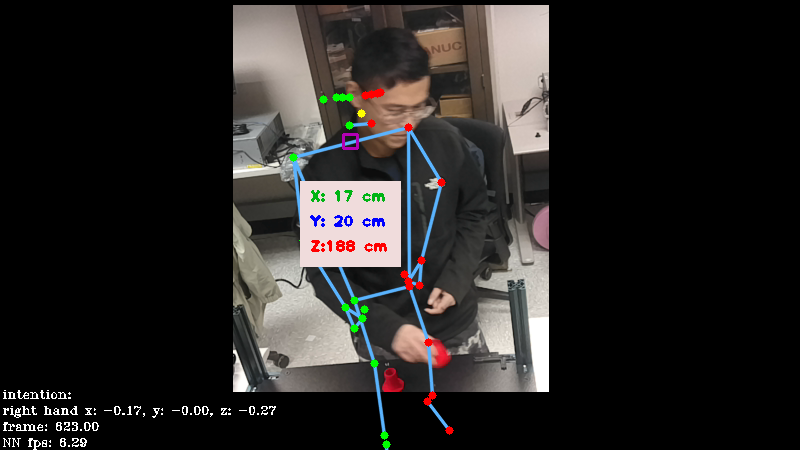 ANUC
X: 17 cm
Y: 20 cm
Z:188 cm
intention:
right hand x: -0.17, y: -0.00, z: -0.27
frame: 623.00
NN fps: 6.29